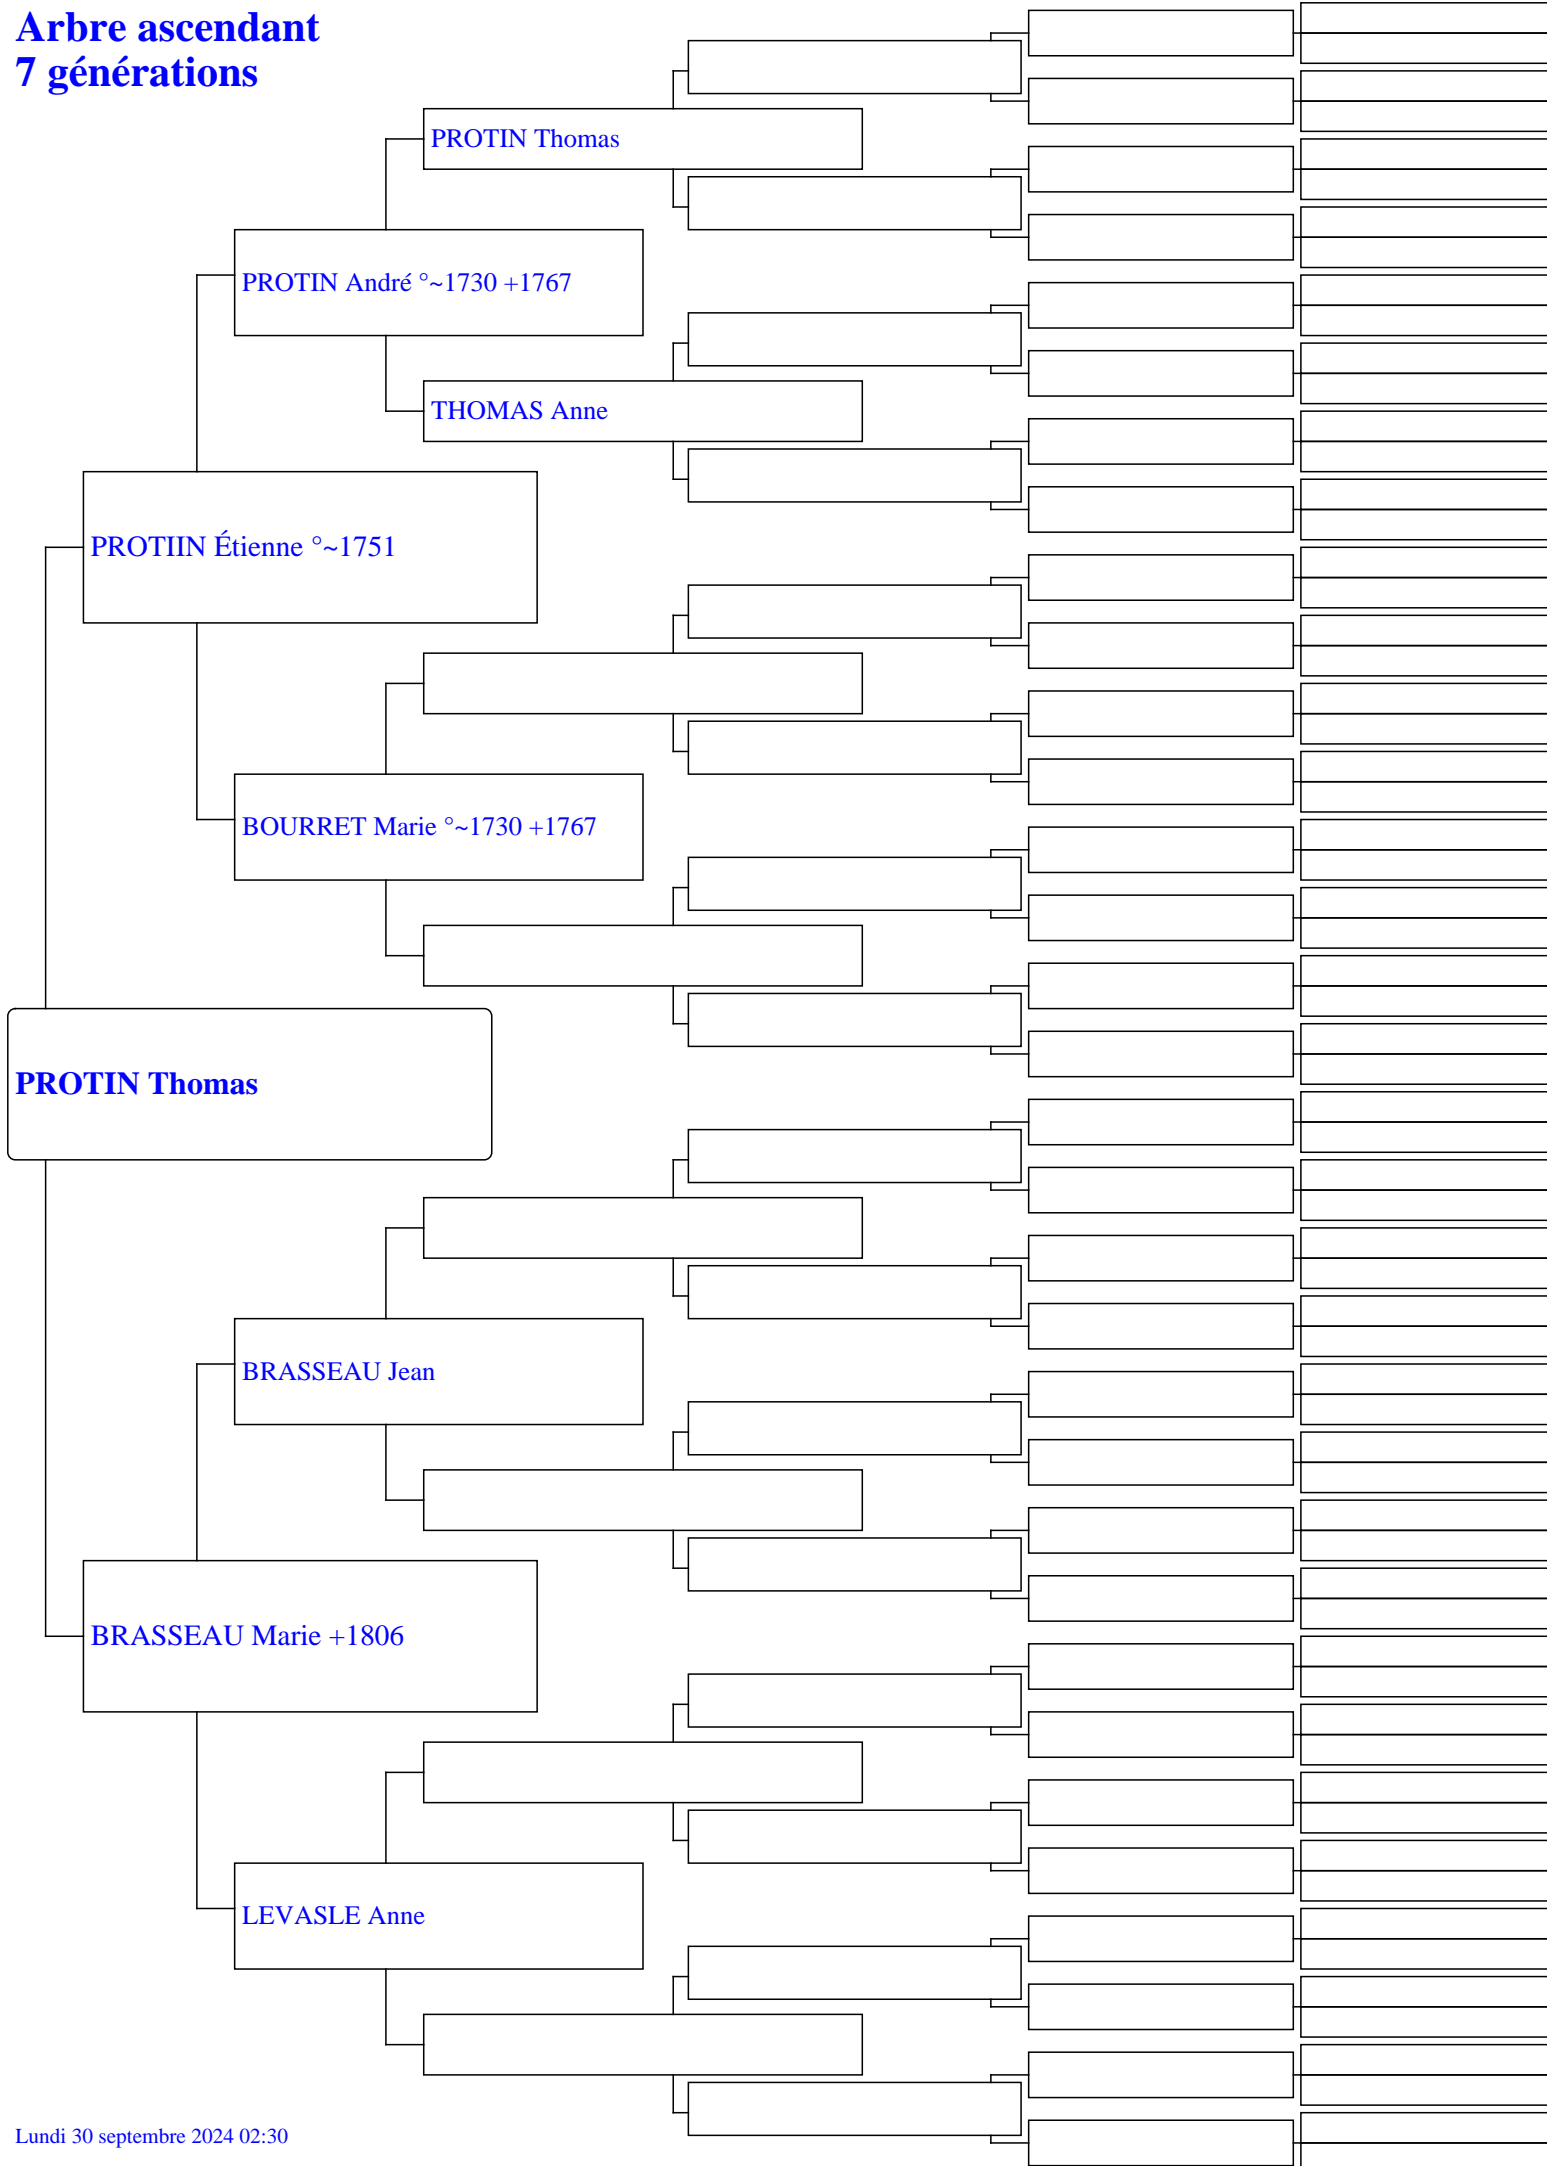 Arbre ascendant
7 générations
PROTIN Thomas
PROTIN André °~1730 +1767
THOMAS Anne
PROTIIN Étienne °~1751
BOURRET Marie °~1730 +1767
PROTIN Thomas
BRASSEAU Jean
BRASSEAU Marie +1806
LEVASLE Anne
Lundi 30 septembre 2024 02:30